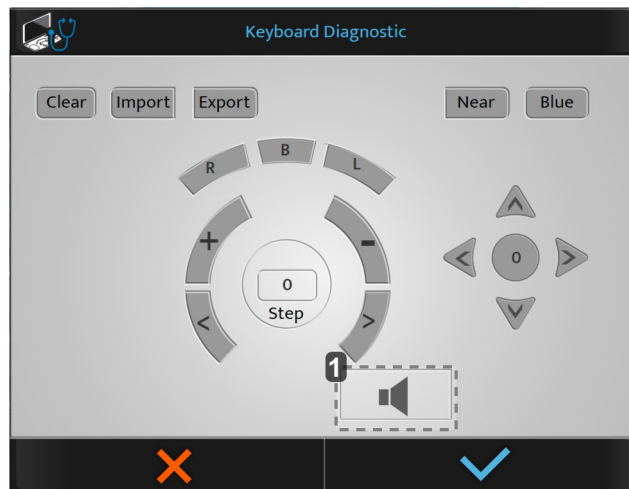 Keyboard Diagnostic
Clear Import Export Near Blue
R B L
+ -
0
Step
< >
0
1